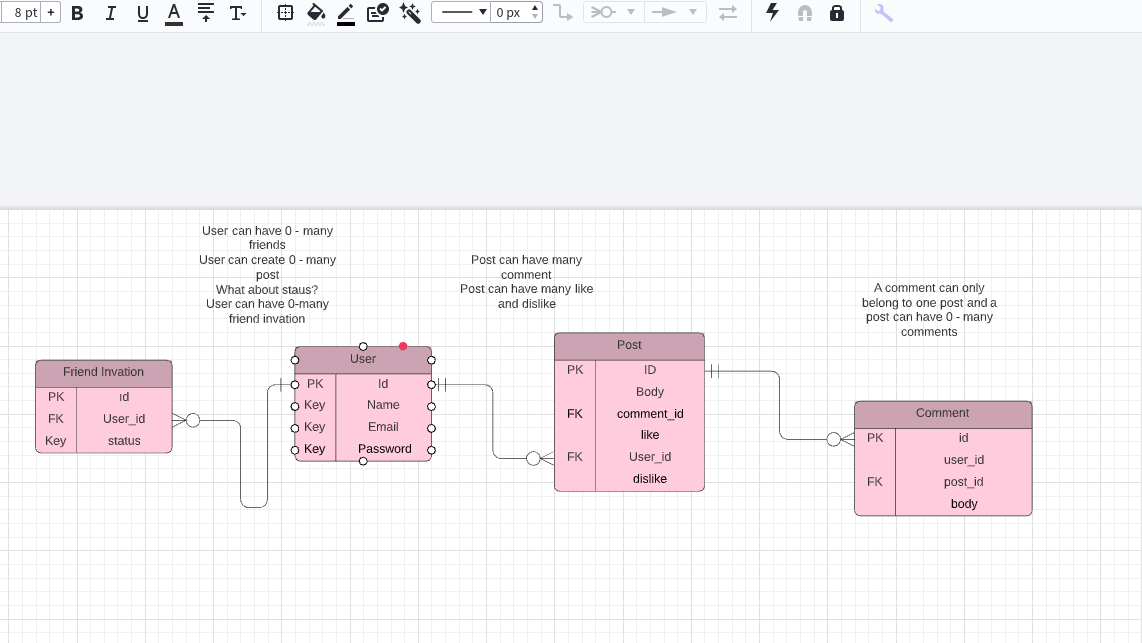 8 pt +
B I U A T
0 px
User can have 0 - many
friends
User can create 0 - many
post
What about staus?
User can have 0-many
friend invation
Post can have many
comment
Post can have many like
and dislike
A comment can only
belong to one post and a
post can have 0 - many
comments
Friend Invation
PK id
FK User_id
Key status
User
PK Id
Key Name
Key Email
Key Password
Post
PK ID
Body
FK comment_id
like
FK User_id
dislike
Comment
PK id
user_id
FK post_id
body